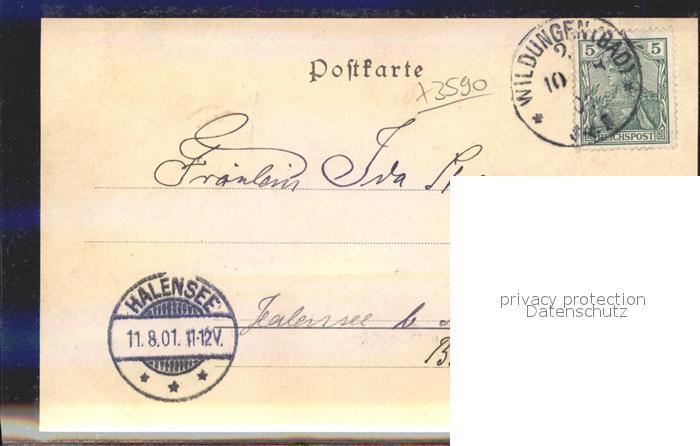 Postkarte
x3590
WILDUNGEN (BAD)
10
5 5
REICHSPOST
Fräulein Ida
privacy protection
Datenschutz
HALENSEE
11.8.01. 11-12V.
Halensee b